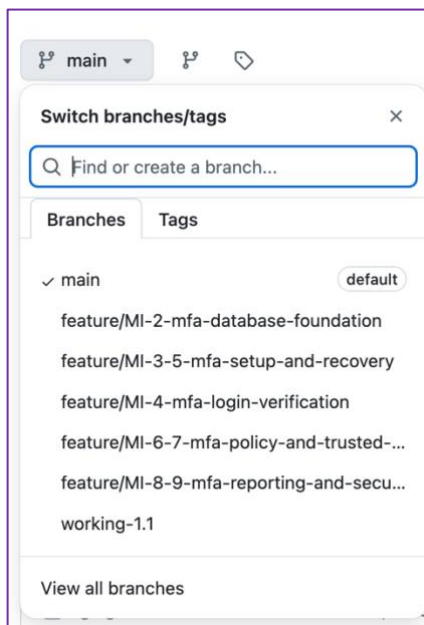 main
Switch branches/tags
Find or create a branch...
Branches Tags
main default
feature/MI-2-mfa-database-foundation
feature/MI-3-5-mfa-setup-and-recovery
feature/MI-4-mfa-login-verification
feature/MI-6-7-mfa-policy-and-trusted-...
feature/MI-8-9-mfa-reporting-and-secu...
working-1.1
View all branches